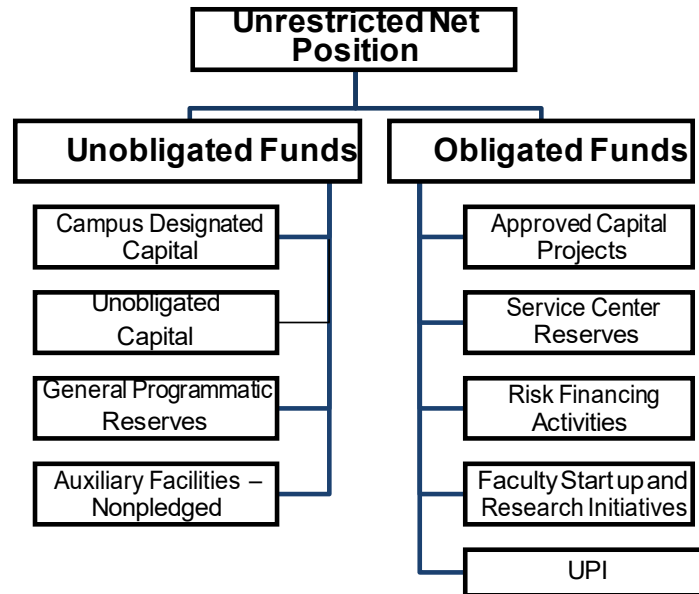 Unrestricted Net
Position
Unobligated Funds
Obligated Funds
Campus Designated
Capital
Unobligated
Capital
General Programmatic
Reserves
Auxiliary Facilities –
Nonpledged
Approved Capital
Projects
Service Center
Reserves
Risk Financing
Activities
Faculty Start up and
Research Initiatives
UPI